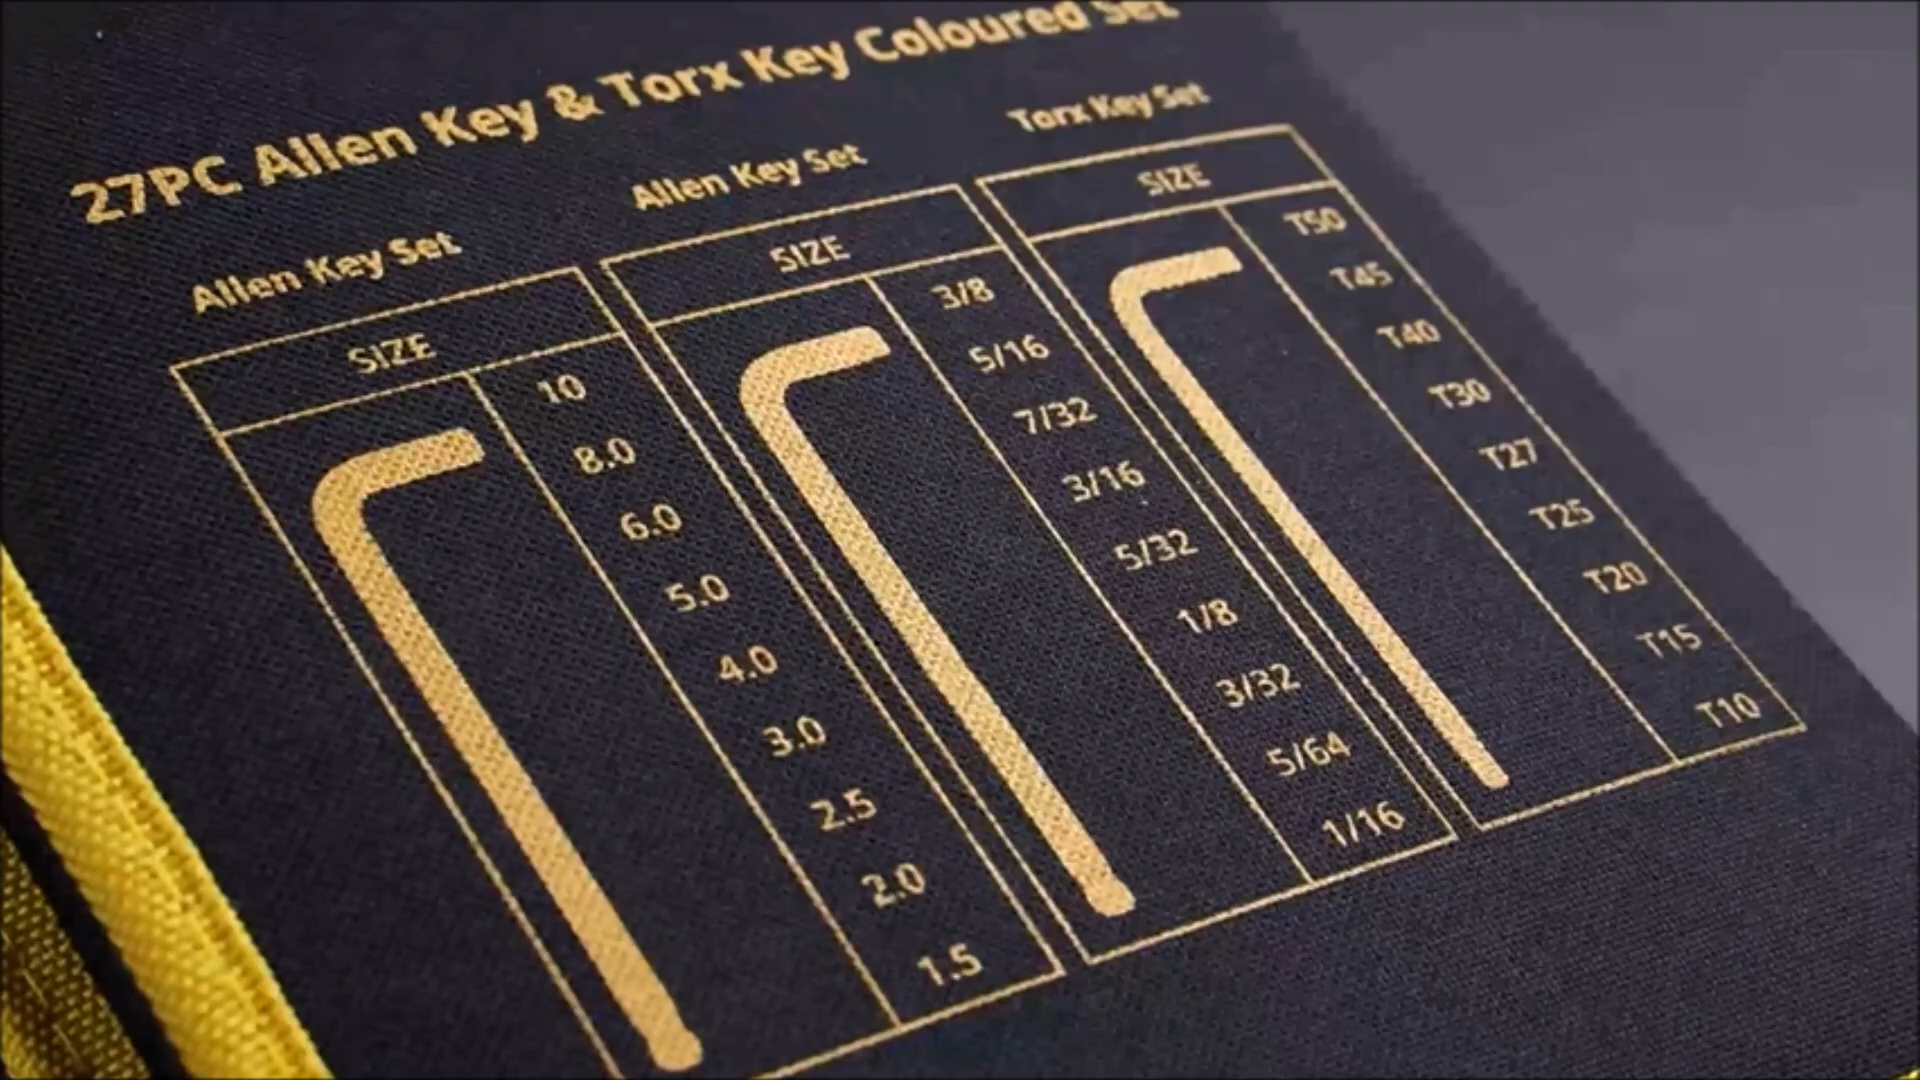 27PC Allen Key & Torx Key Coloured Set
Allen Key Set
SIZE
10
8.0
6.0
5.0
4.0
3.0
2.5
2.0
1.5
Allen Key Set
SIZE
3/8
5/16
7/32
3/16
5/32
1/8
3/32
5/64
1/16
Torx Key Set
SIZE
T50
T45
T40
T30
T27
T25
T20
T15
T10